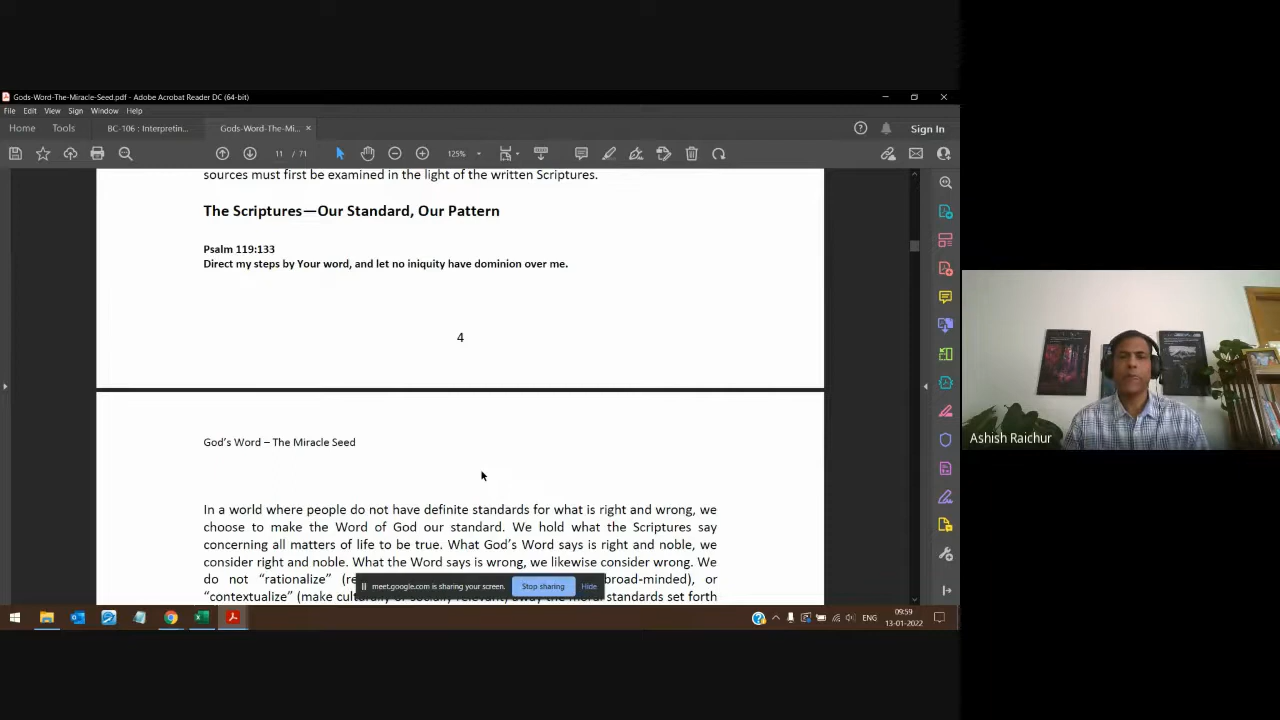 Gods-Word-The-Miracle-Seed.pdf - Adobe Acrobat Reader DC (64-bit)
File Edit View Sign Window Help
Home Tools BC-106 : Interpretin... Gods-Word-The-Mi... × Sign In
11 / 71 125%
sources must first be examined in the light of the written Scriptures.
The Scriptures—Our Standard, Our Pattern
Psalm 119:133
Direct my steps by Your word, and let no iniquity have dominion over me.
4
God's Word – The Miracle Seed
In a world where people do not have definite standards for what is right and wrong, we
choose to make the Word of God our standard. We hold what the Scriptures say
concerning all matters of life to be true. What God's Word says is right and noble, we
consider right and noble. What the Word says is wrong, we likewise consider wrong. We
do not “rationalize” broad-minded), or
“contextualize” (make standards set forth
meet.google.com is sharing your screen. Stop sharing Hide
Ashish Raichur
ENG
09:59
13-01-2022